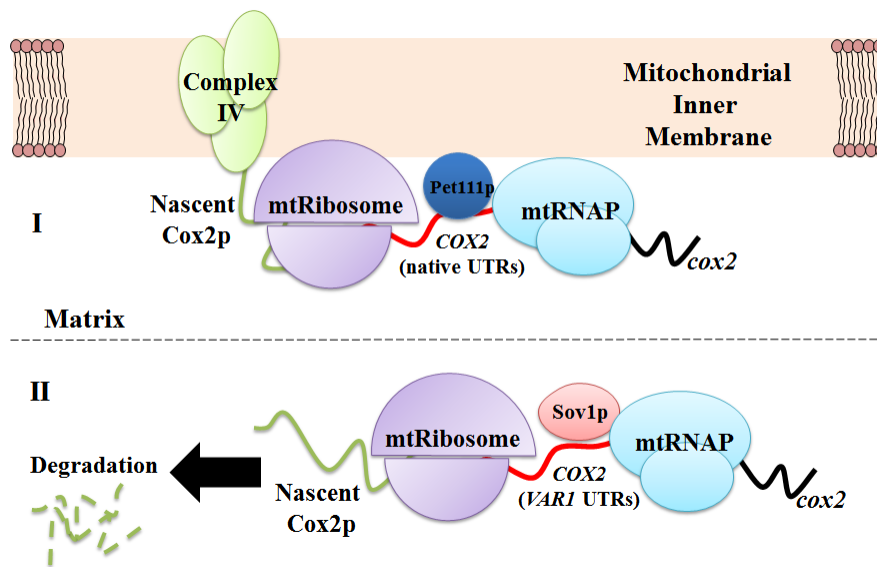 Complex
IV
Mitochondrial
Inner
Membrane
Nascent
Cox2p
mtRibosome
Pet111p
mtRNAP
I
COX2
(native UTRs)
cox2
Matrix
II
Sov1p
mtRibosome
mtRNAP
Degradation
Nascent
Cox2p
COX2
(VAR1 UTRs)
cox2